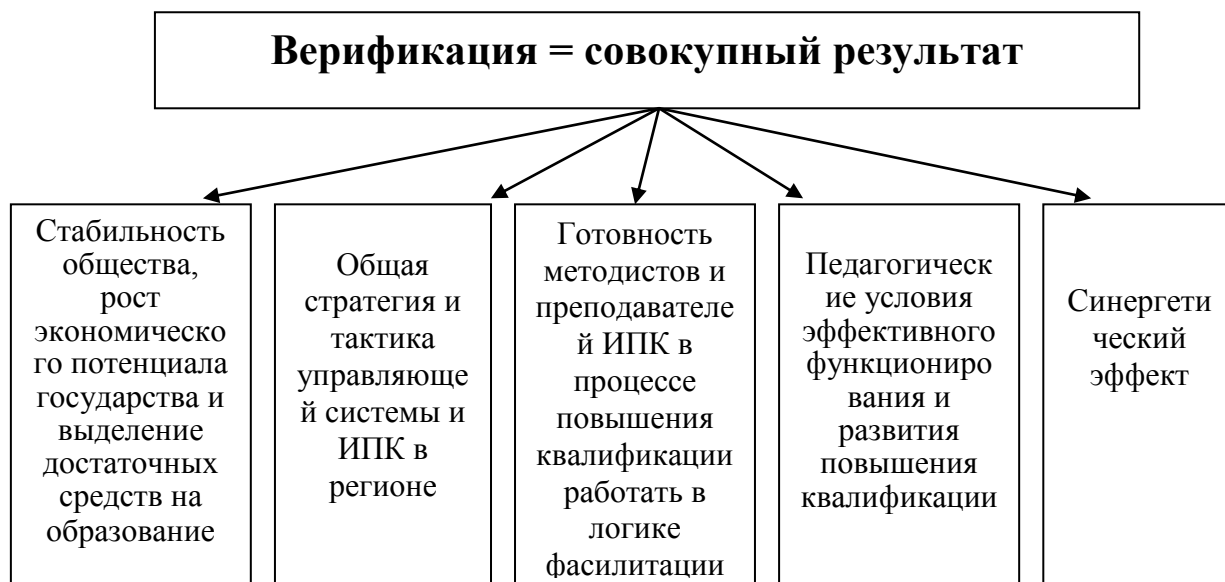 Верификация = совокупный результат
Стабильность
общества,
рост
экономическо
го потенциала
государства и
выделение
достаточных
средств на
образование
Общая
стратегия и
тактика
управляюще
й системы и
ИПК в
регионе
Готовность
методистов и
преподавателе
й ИПК в
процессе
повышения
квалификации
работать в
логике
фасилитации
Педагогическ
ие условия
эффективного
функциониро
вания и
развития
повышения
квалификации
Синергети
ческий
эффект